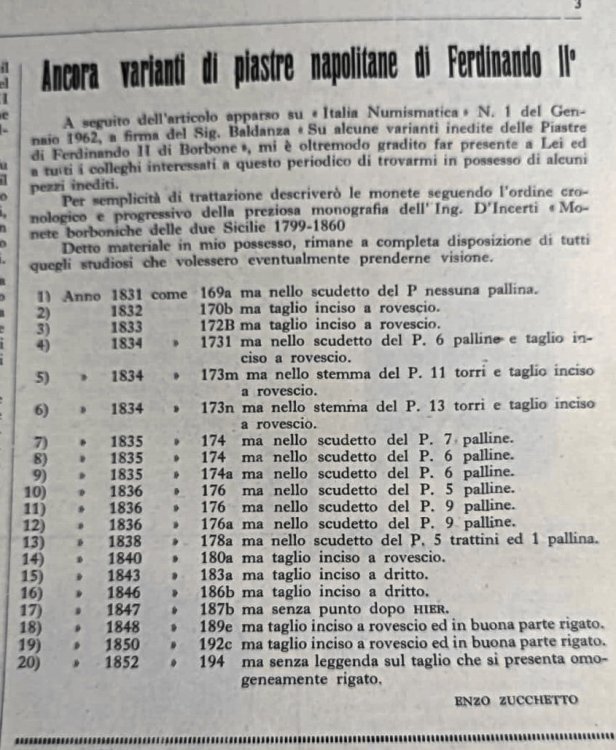 3
Ancora varianti di piastre napolitane di Ferdinando II°
A seguito dell'articolo apparso su « Italia Numismatica » N. 1 del Gen-
naio 1962, a firma del Sig. Baldanza « Su alcune varianti inedite delle Piastre
di Ferdinando II di Borbone », mi è oltremodo gradito far presente a Lei ed
a tutti i colleghi interessati a questo periodico di trovarmi in possesso di alcuni
pezzi inediti.
Per semplicità di trattazione descriverò le monete seguendo l'ordine cro-
nologico e progressivo della preziosa monografia dell'Ing. D'Incerti « Mo-
nete borboniche delle due Sicilie 1799-1860
Detto materiale in mio possesso, rimane a completa disposizione di tutti
quegli studiosi che volessero eventualmente prenderne visione.
1) Anno 1831 come 169a ma nello scudetto del P nessuna pallina.
2) 1832 170b ma taglio inciso a rovescio.
3) 1833 172B ma taglio inciso a rovescio.
4) 1834 » 1731 ma nello scudetto del P. 6 palline e taglio in-
ciso a rovescio.
5) » 1834 » 173m ma nello stemma del P. 11 torri e taglio inciso
a rovescio.
6) » 1834 » 173n ma nello stemma del P. 13 torri e taglio inciso
a rovescio.
7) » 1835 » 174 ma nello scudetto del P. 7 palline.
8) » 1835 » 174 ma nello scudetto del P. 6 palline.
9) » 1835 » 174a ma nello scudetto del P. 6 palline.
10) » 1836 » 176 ma nello scudetto del P. 5 palline.
11) » 1836 » 176 ma nello scudetto del P. 9 palline.
12) » 1836 » 176a ma nello scudetto del P. 9 palline.
13) » 1838 » 178a ma nello scudetto del P. 5 trattini ed 1 pallina.
14) » 1840 » 180a ma taglio inciso a rovescio.
15) » 1843 » 183a ma taglio inciso a dritto.
16) » 1846 » 186b ma taglio inciso a dritto.
17) » 1847 » 187b ma senza punto dopo HIER.
18) » 1848 » 189e ma taglio inciso a rovescio ed in buona parte rigato.
19) » 1850 » 192c ma taglio inciso a rovescio ed in buona parte rigato.
20) » 1852 » 194 ma senza leggenda sul taglio che si presenta omo-
geneamente rigato.
ENZO ZUCCHETTO